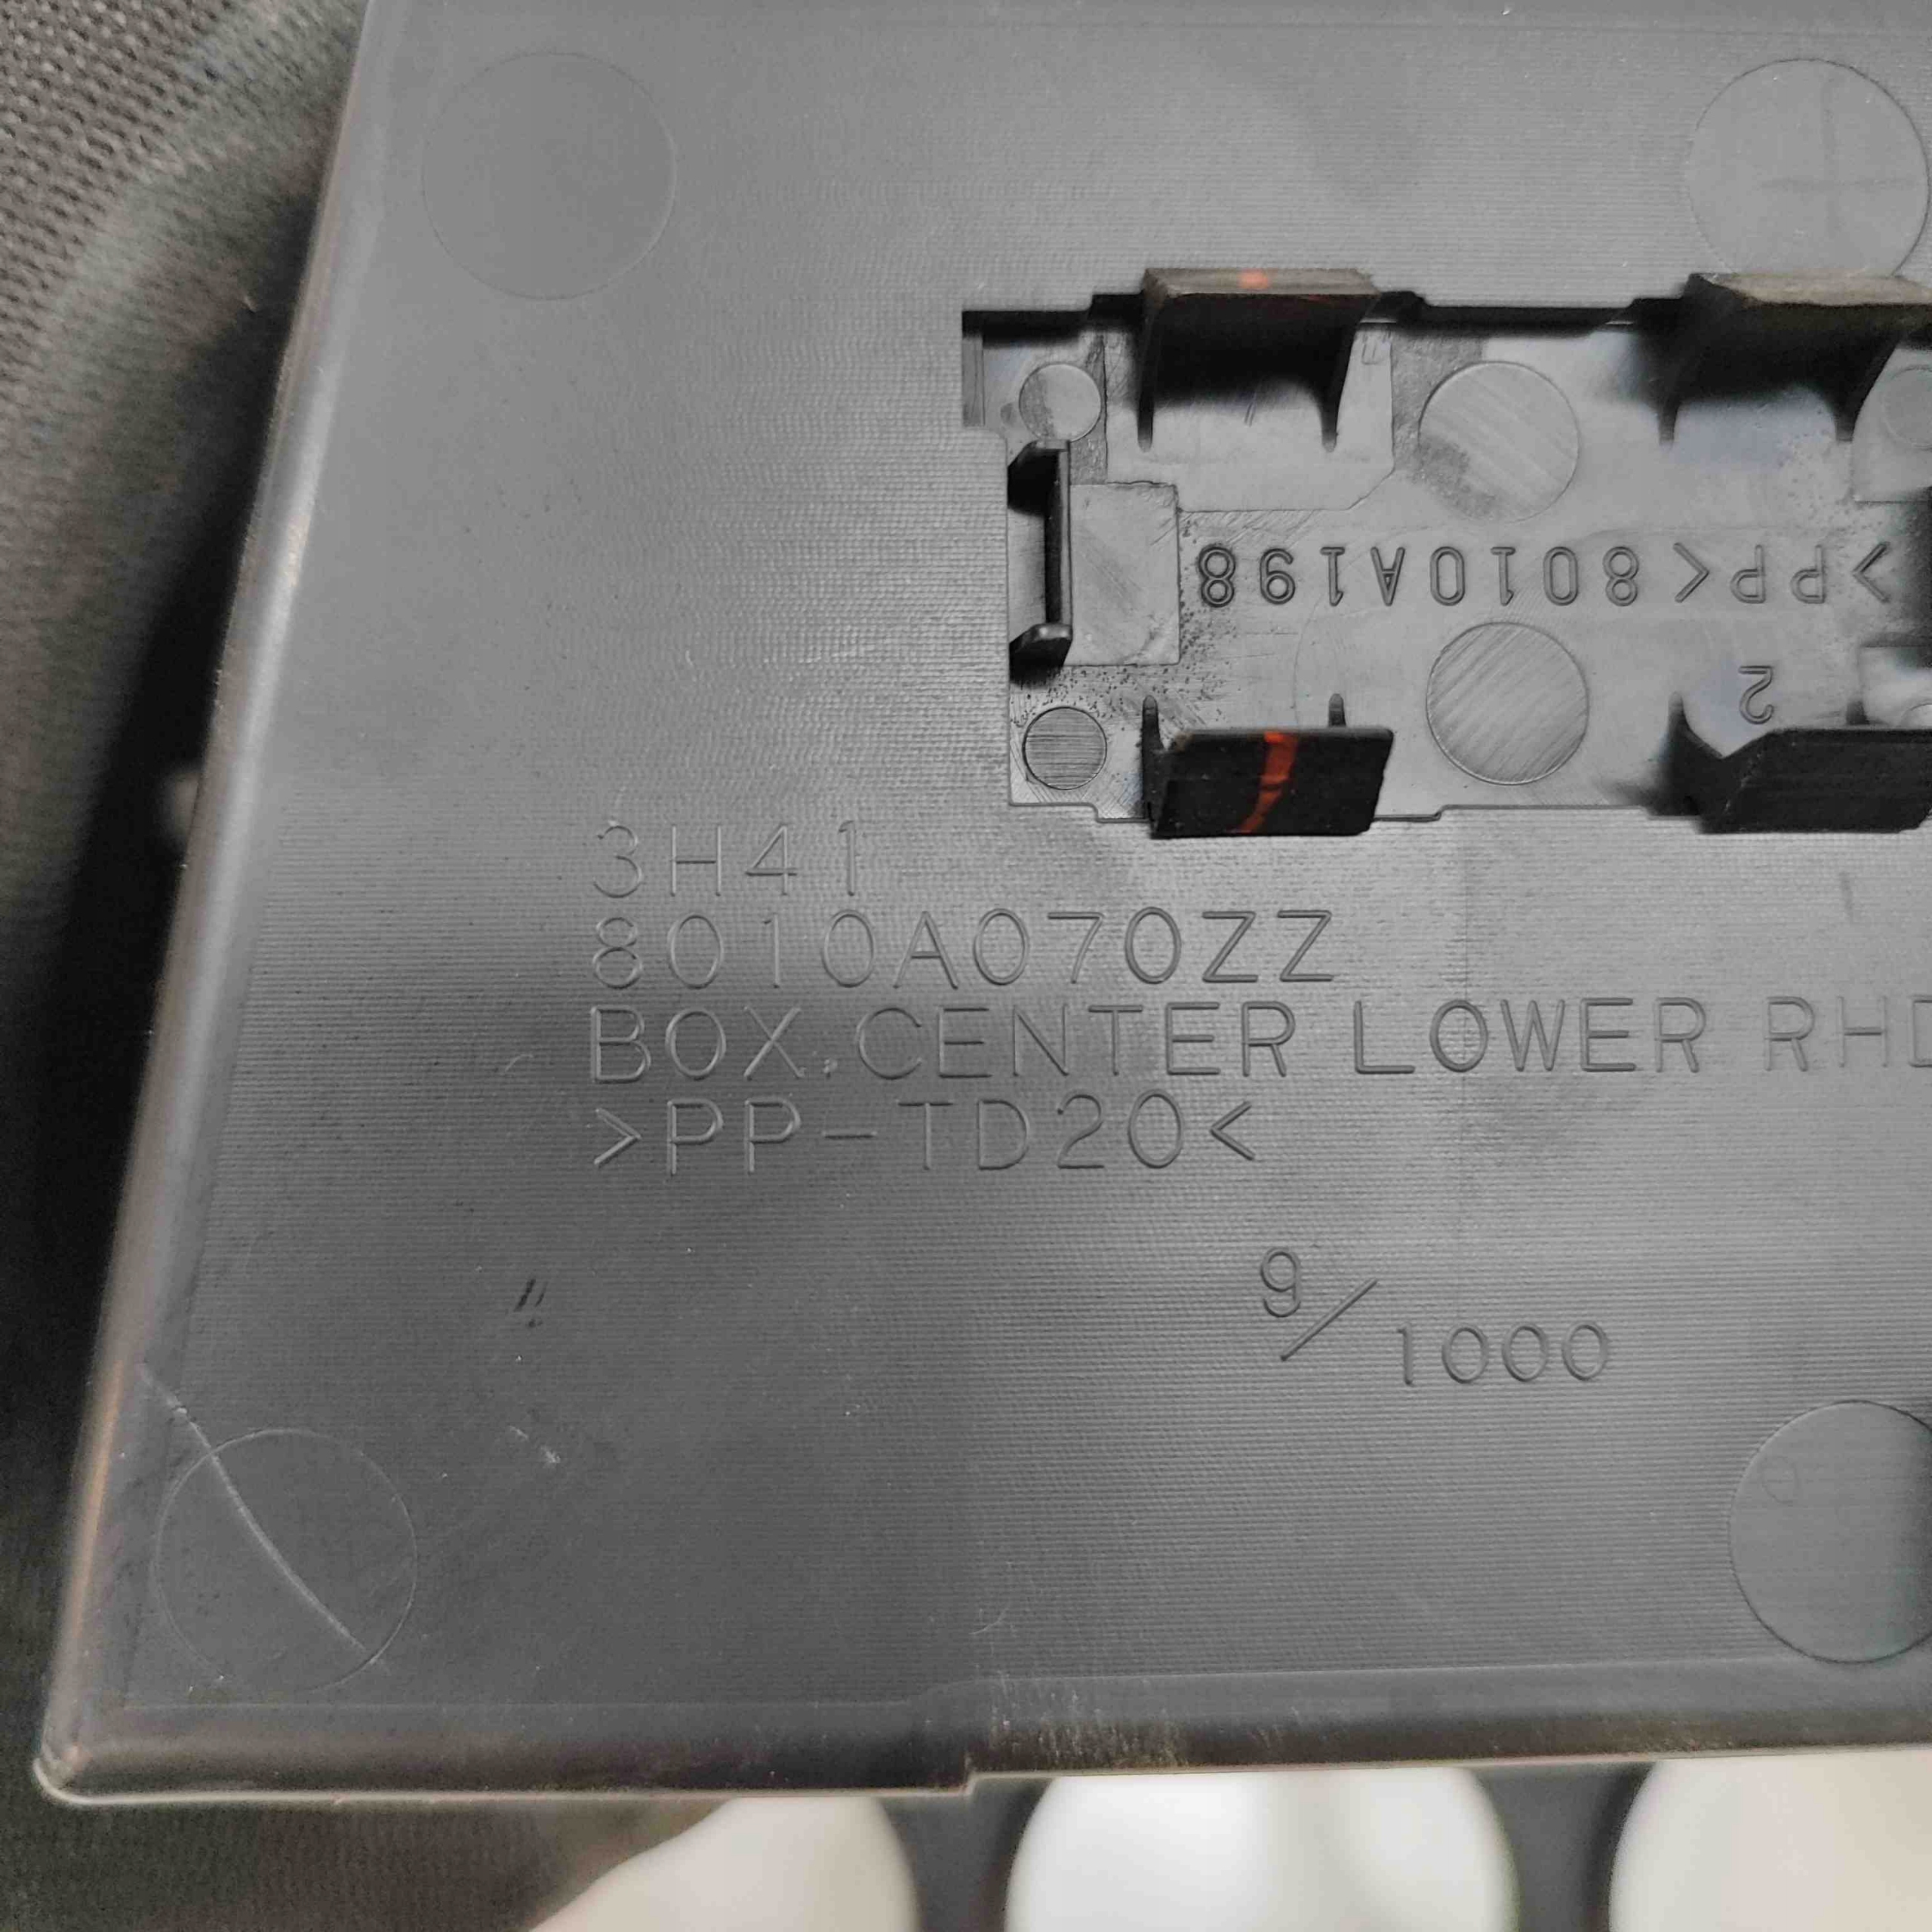 >PP<8010A198
2
3H41
8010A070ZZ
BOX,CENTER LOWER RHD
>PP-TD20<
9/1000